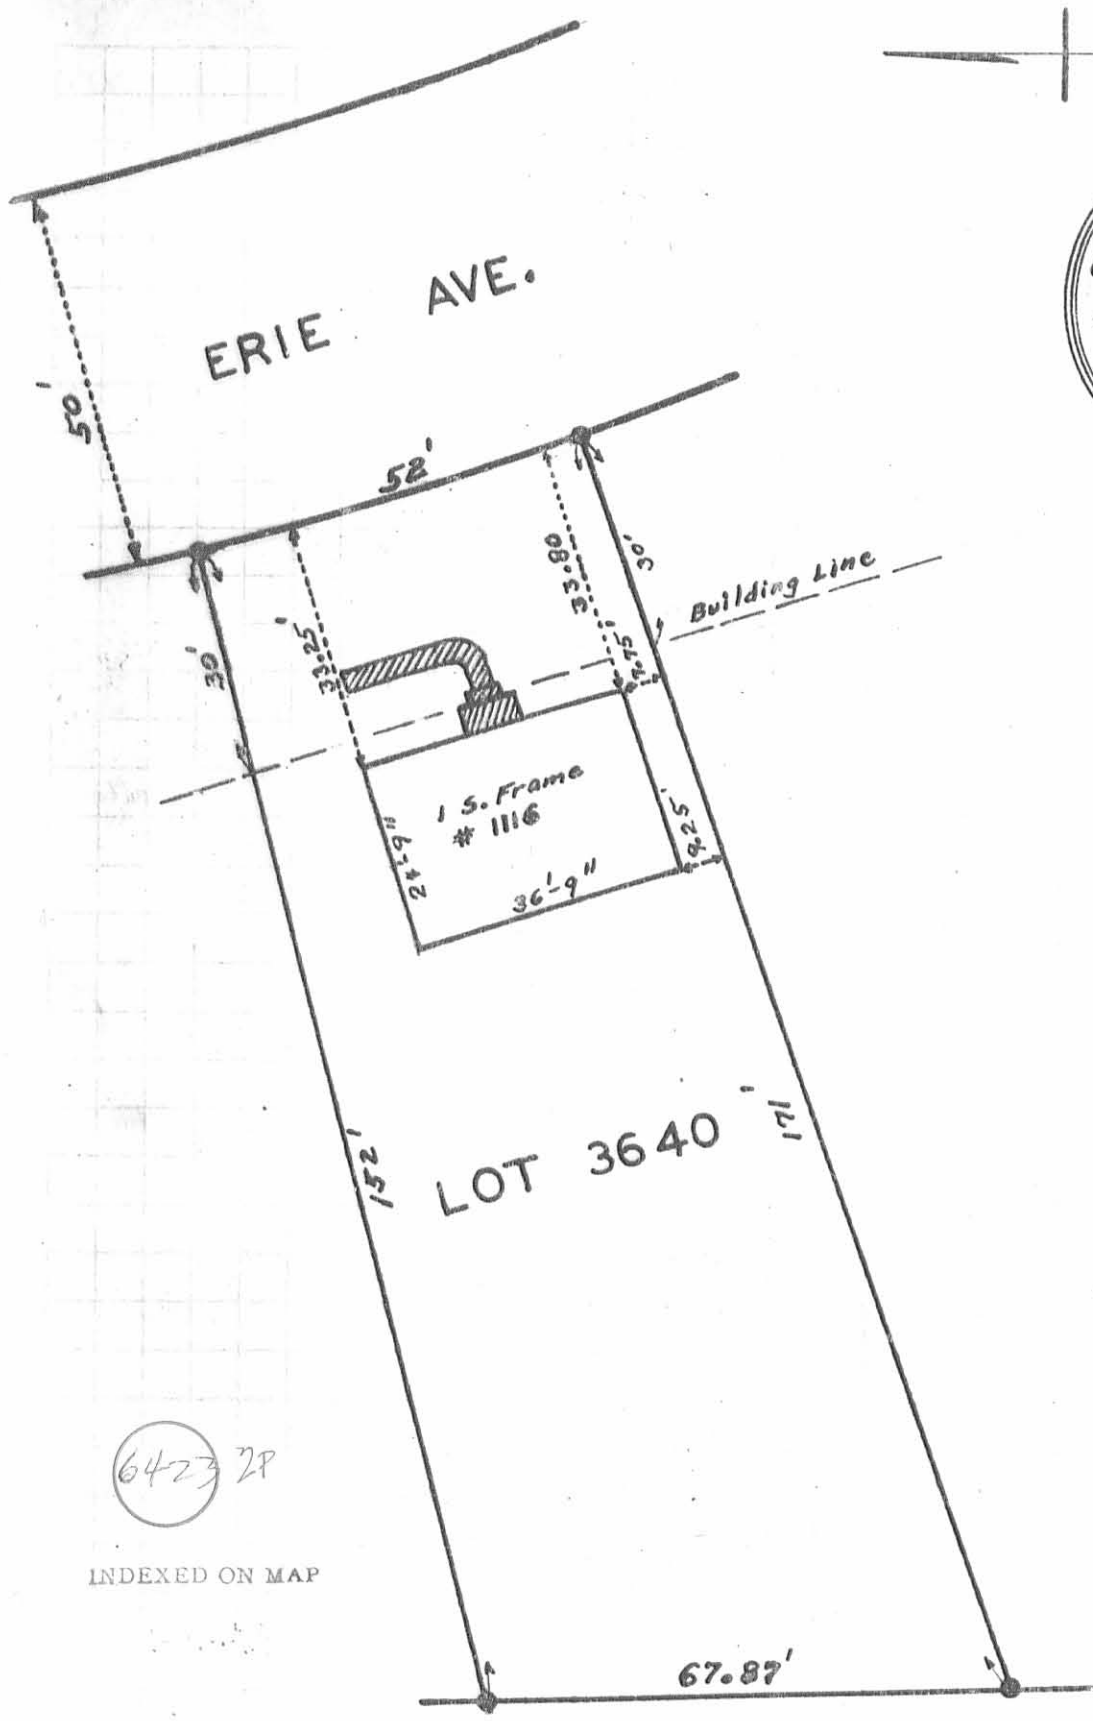 ERIE AVE.
50'
52'
30'
33.25'
33.80'
30'
Building Line
7.75'
1 S. Frame
# 1116
24'-9"
36'-9"
9.25'
152'
LOT 3640
171'
6423 2P
INDEXED ON MAP
67.87'